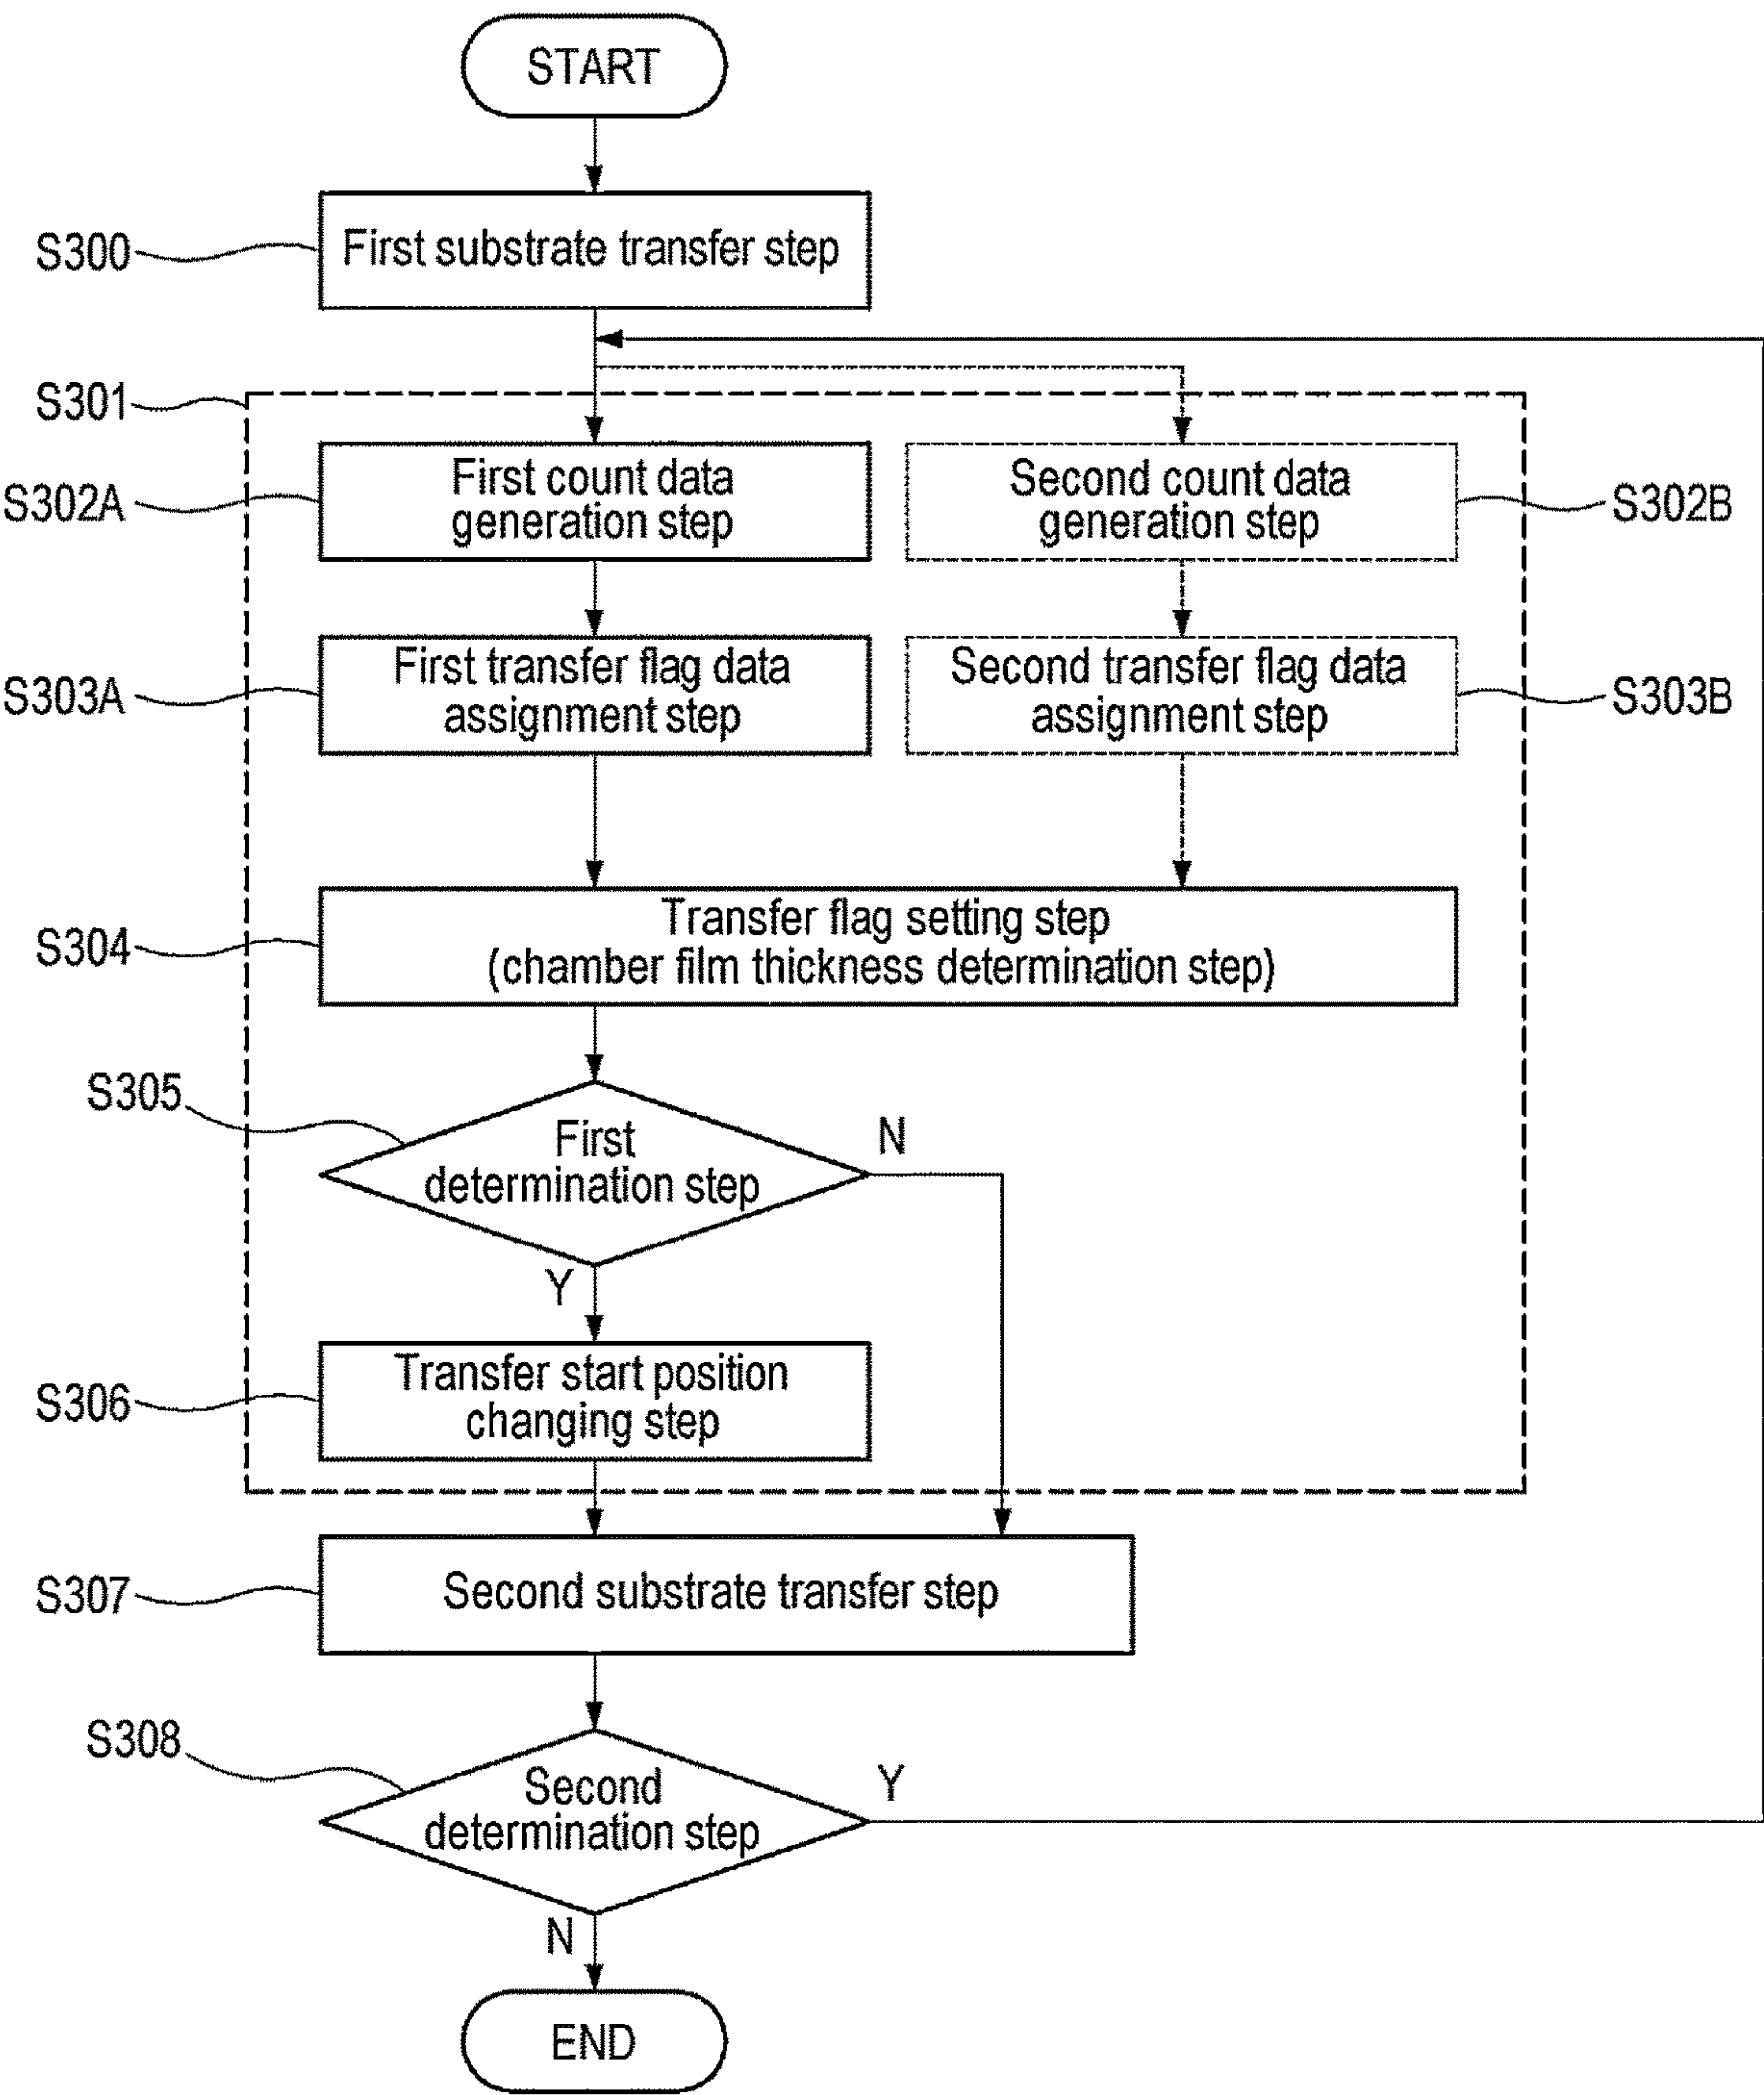 START
S300
First substrate transfer step
S301
S302A
First count data
generation step
Second count data
generation step
S302B
S303A
First transfer flag data
assignment step
Second transfer flag data
assignment step
S303B
S304
Transfer flag setting step
(chamber film thickness determination step)
S305
First
determination step
N
Y
S306
Transfer start position
changing step
S307
Second substrate transfer step
S308
Second
determination step
Y
N
END